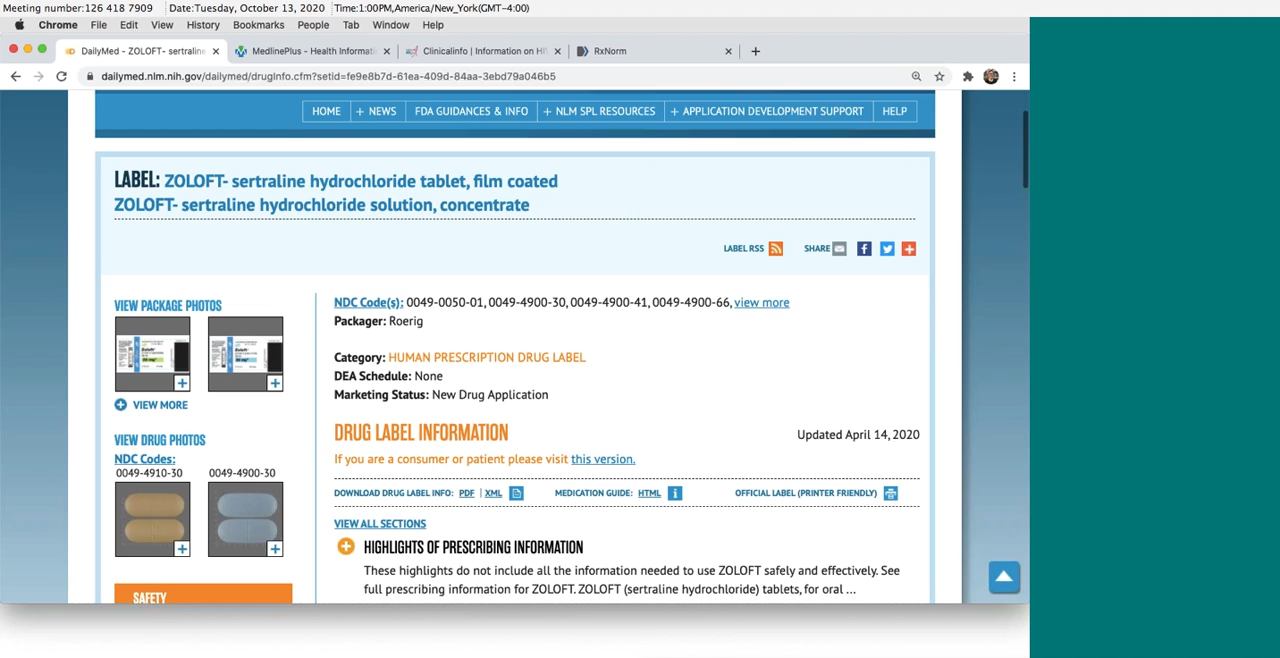 Meeting number:126 418 7909 Date:Tuesday, October 13, 2020 Time:1:00PM,America/New_York(GMT-4:00)
Chrome File Edit View History Bookmarks People Tab Window Help
DailyMed - ZOLOFT- sertraline MedlinePlus - Health Informati Clinicalinfo | Information on HI RxNorm
dailymed.nlm.nih.gov/dailymed/drugInfo.cfm?setid=fe9e8b7d-61ea-409d-84aa-3ebd79a046b5
HOME + NEWS FDA GUIDANCES & INFO + NLM SPL RESOURCES + APPLICATION DEVELOPMENT SUPPORT HELP
LABEL: ZOLOFT- sertraline hydrochloride tablet, film coated
ZOLOFT- sertraline hydrochloride solution, concentrate
LABEL RSS SHARE
VIEW PACKAGE PHOTOS
VIEW MORE
VIEW DRUG PHOTOS
NDC Codes:
0049-4910-30 0049-4900-30
SAFETY
NDC Code(s): 0049-0050-01, 0049-4900-30, 0049-4900-41, 0049-4900-66, view more
Packager: Roerig
Category: HUMAN PRESCRIPTION DRUG LABEL
DEA Schedule: None
Marketing Status: New Drug Application
DRUG LABEL INFORMATION Updated April 14, 2020
If you are a consumer or patient please visit this version.
DOWNLOAD DRUG LABEL INFO: PDF | XML MEDICATION GUIDE: HTML OFFICIAL LABEL (PRINTER FRIENDLY)
VIEW ALL SECTIONS
HIGHLIGHTS OF PRESCRIBING INFORMATION
These highlights do not include all the information needed to use ZOLOFT safely and effectively. See
full prescribing information for ZOLOFT. ZOLOFT (sertraline hydrochloride) tablets, for oral ...